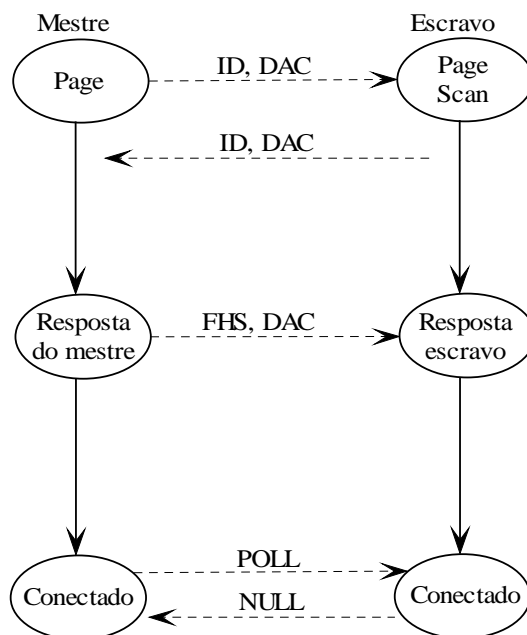 Mestre
Escravo
Page
ID, DAC
Page
Scan
ID, DAC
Resposta
do mestre
FHS, DAC
Resposta
escravo
Conectado
POLL
NULL
Conectado